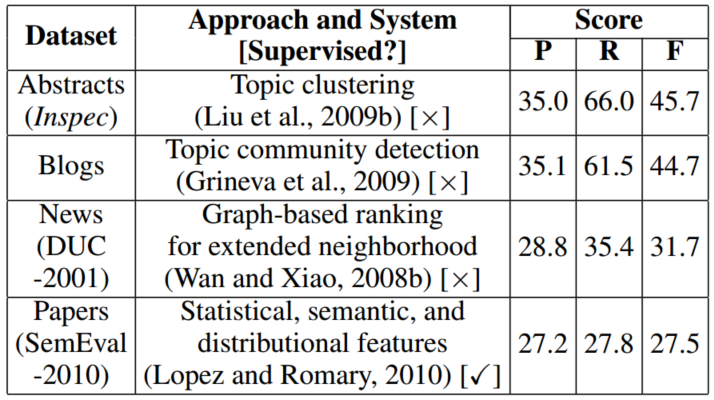 Dataset Approach and System [Supervised?] Score
P R F
Abstracts (Inspec) Topic clustering (Liu et al., 2009b) [×] 35.0 66.0 45.7
Blogs Topic community detection (Grineva et al., 2009) [×] 35.1 61.5 44.7
News (DUC -2001) Graph-based ranking for extended neighborhood (Wan and Xiao, 2008b) [×] 28.8 35.4 31.7
Papers (SemEval -2010) Statistical, semantic, and distributional features (Lopez and Romary, 2010) [✓] 27.2 27.8 27.5